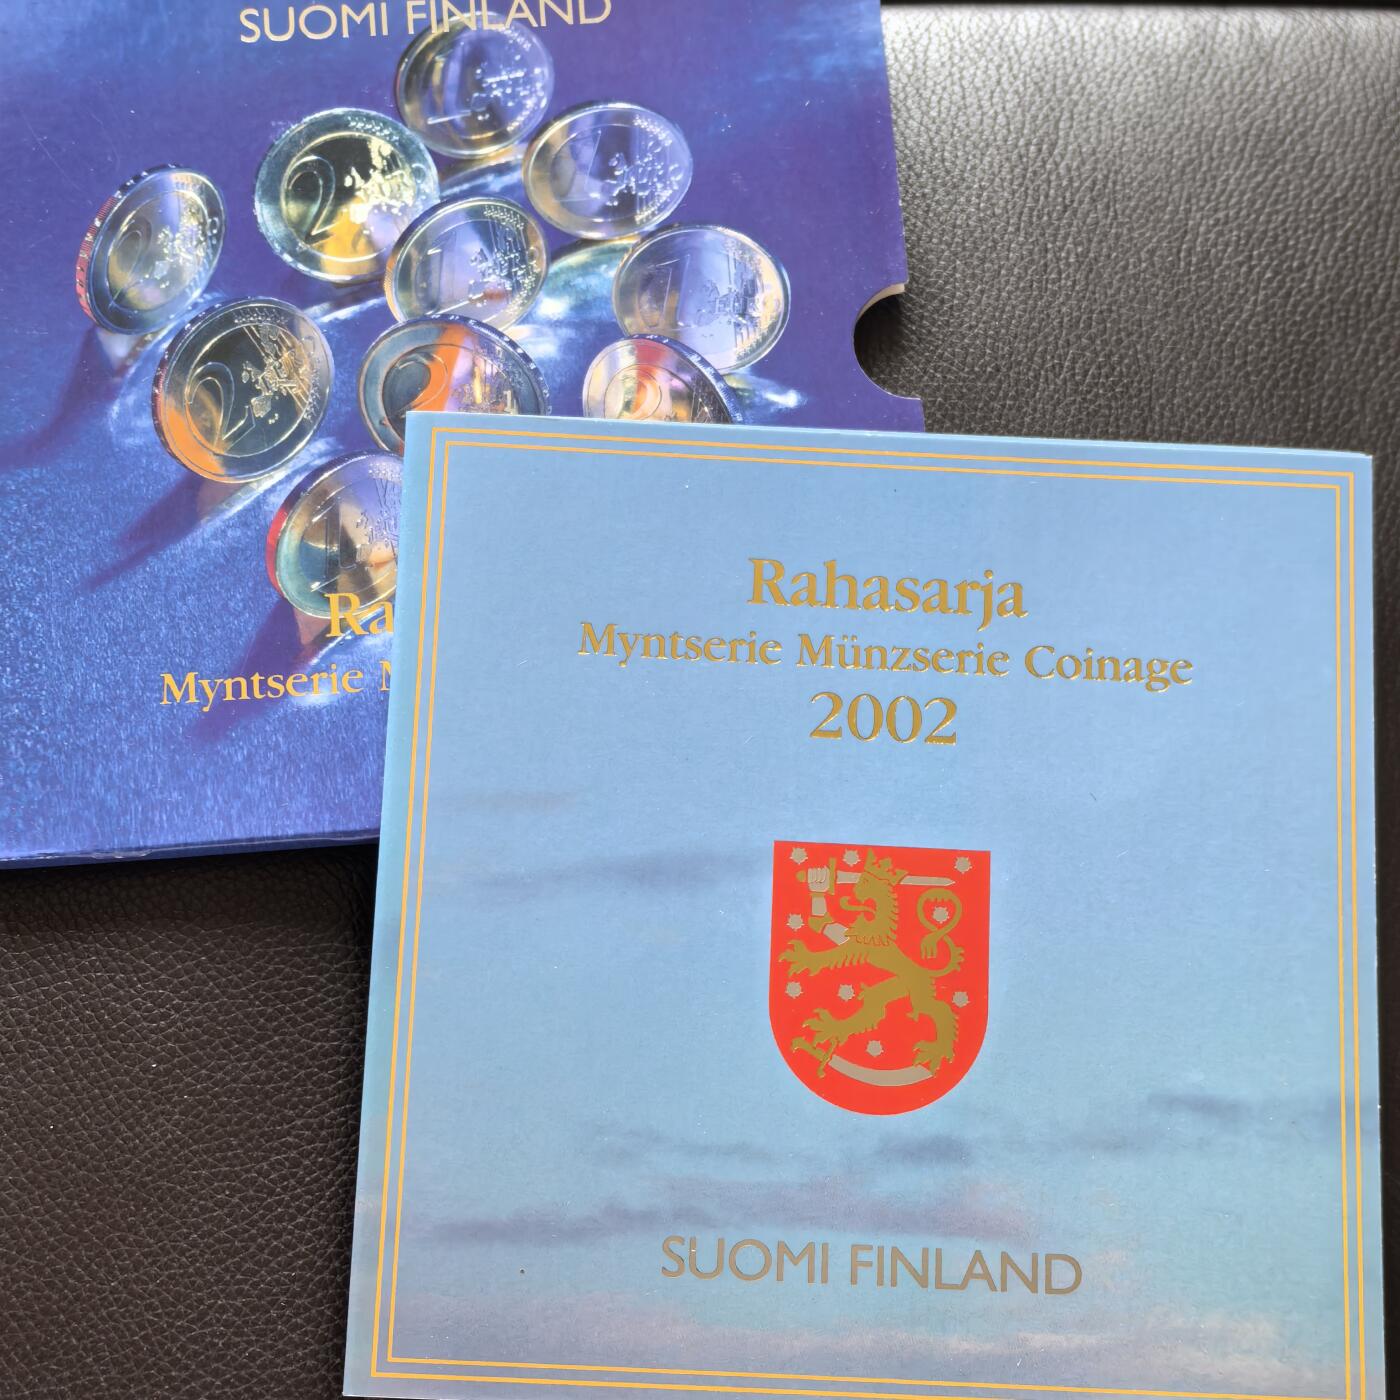 SUOMI FINLAND
Myntserie
Rahasarja
Myntserie Münzserie Coinage
2002
SUOMI FINLAND